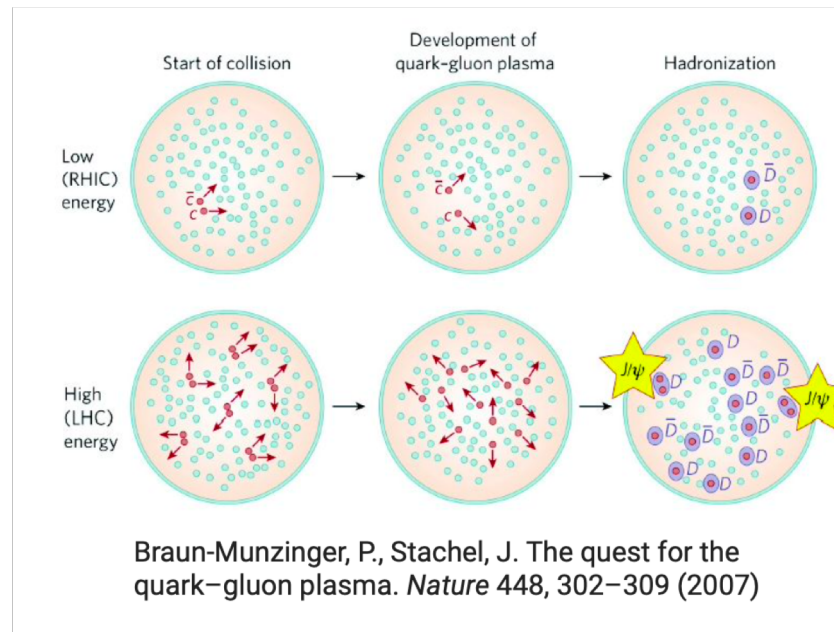 Start of collision
Development of
quark–gluon plasma
Hadronization
Low
(RHIC)
energy
c̅
c
c̅
c
D̅
D
High
(LHC)
energy
J/ψ
D
D
D̅
D̅
D
J/ψ
D̅
D̅
D̅
D
D
D
Braun-Munzinger, P., Stachel, J. The quest for the
quark–gluon plasma. Nature 448, 302–309 (2007)